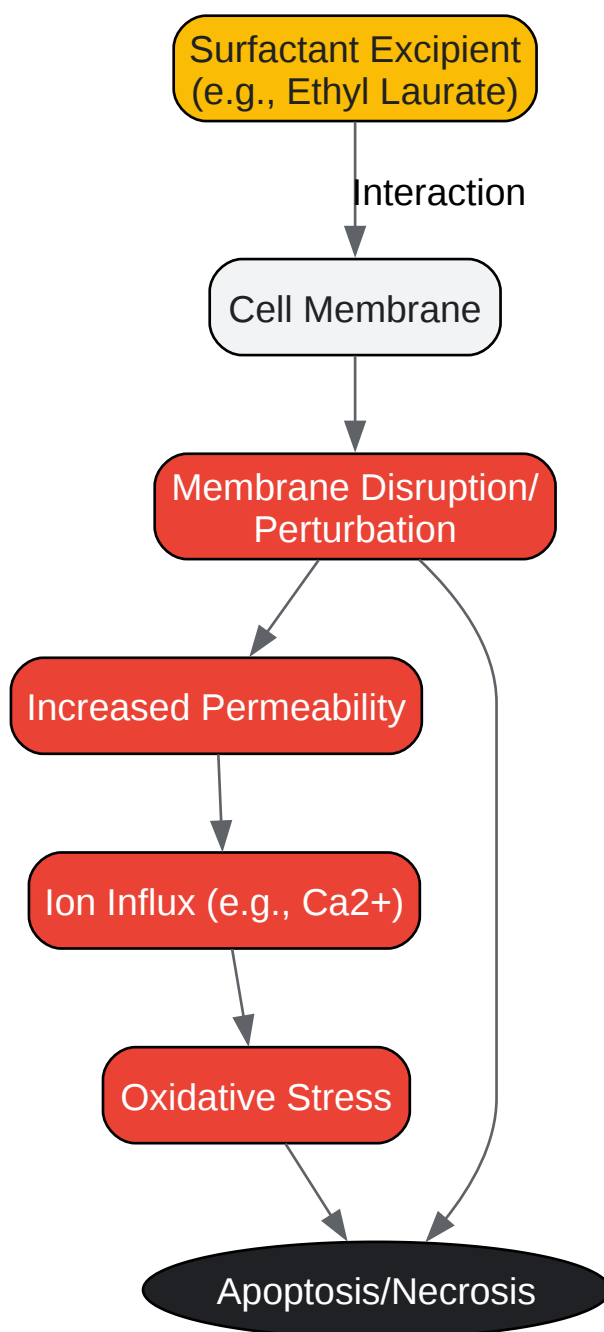 Surfactant Excipient
(e.g., Ethyl Laurate)
Interaction
Cell Membrane
Membrane Disruption/
Perturbation
Increased Permeability
Ion Influx (e.g., Ca2+)
Oxidative Stress
Apoptosis/Necrosis